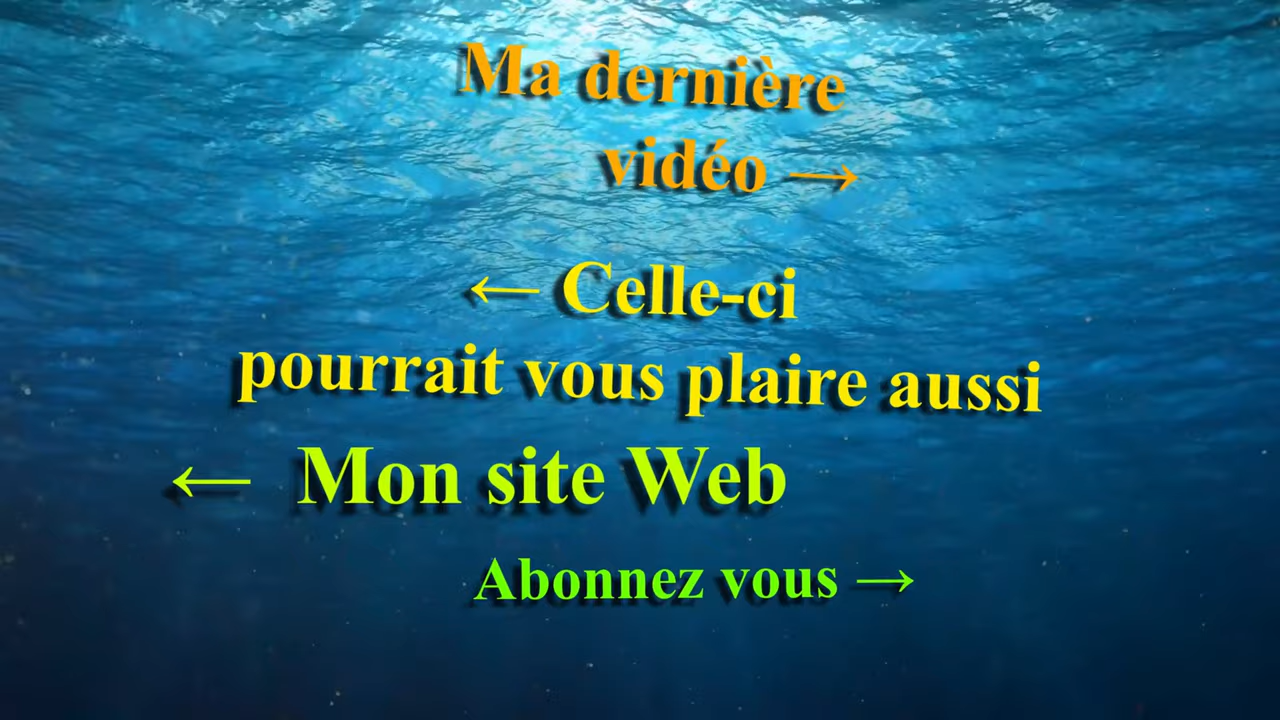 Ma dernière
vidéo →
← Celle-ci
pourrait vous plaire aussi
← Mon site Web
Abonnez vous →